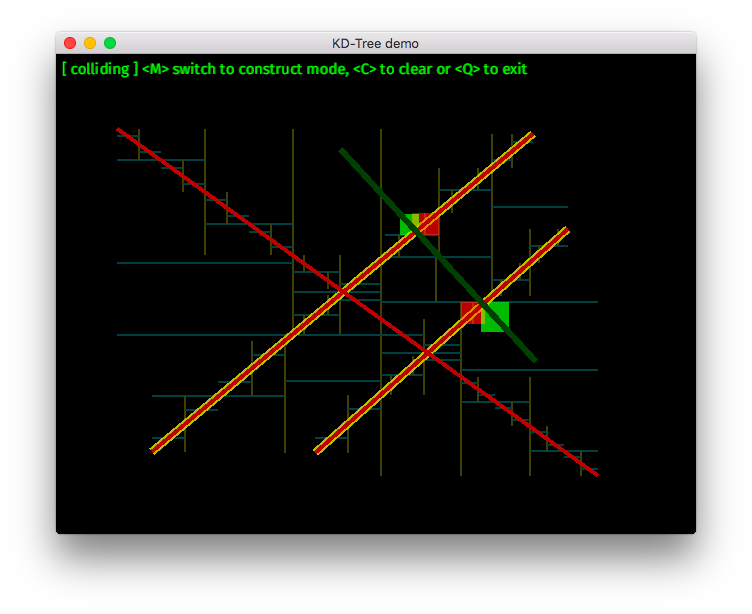 KD-Tree demo
[ colliding ] <M> switch to construct mode, <C> to clear or <Q> to exit